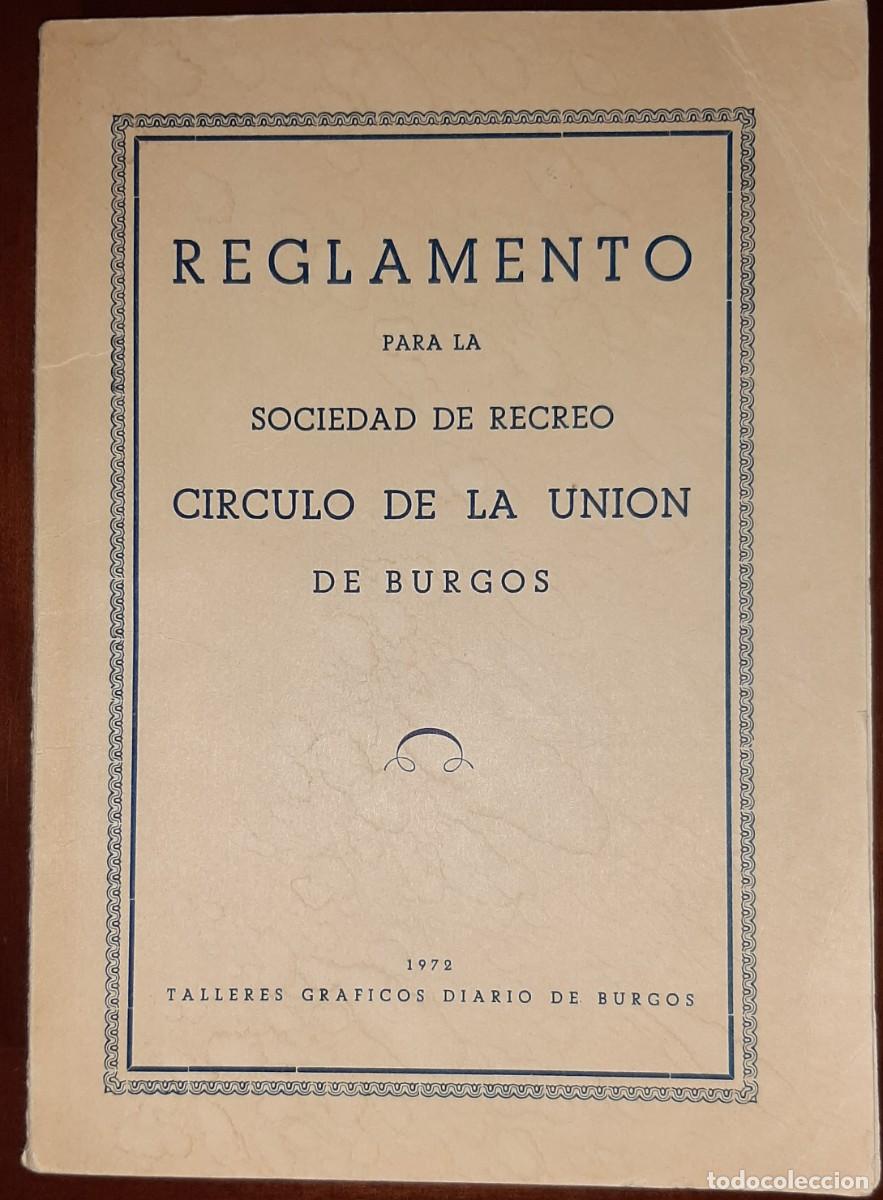 REGLAMENTO
PARA LA
SOCIEDAD DE RECREO
CIRCULO DE LA UNION
DE BURGOS
1972
TALLERES GRAFICOS DIARIO DE BURGOS
todocoleccion